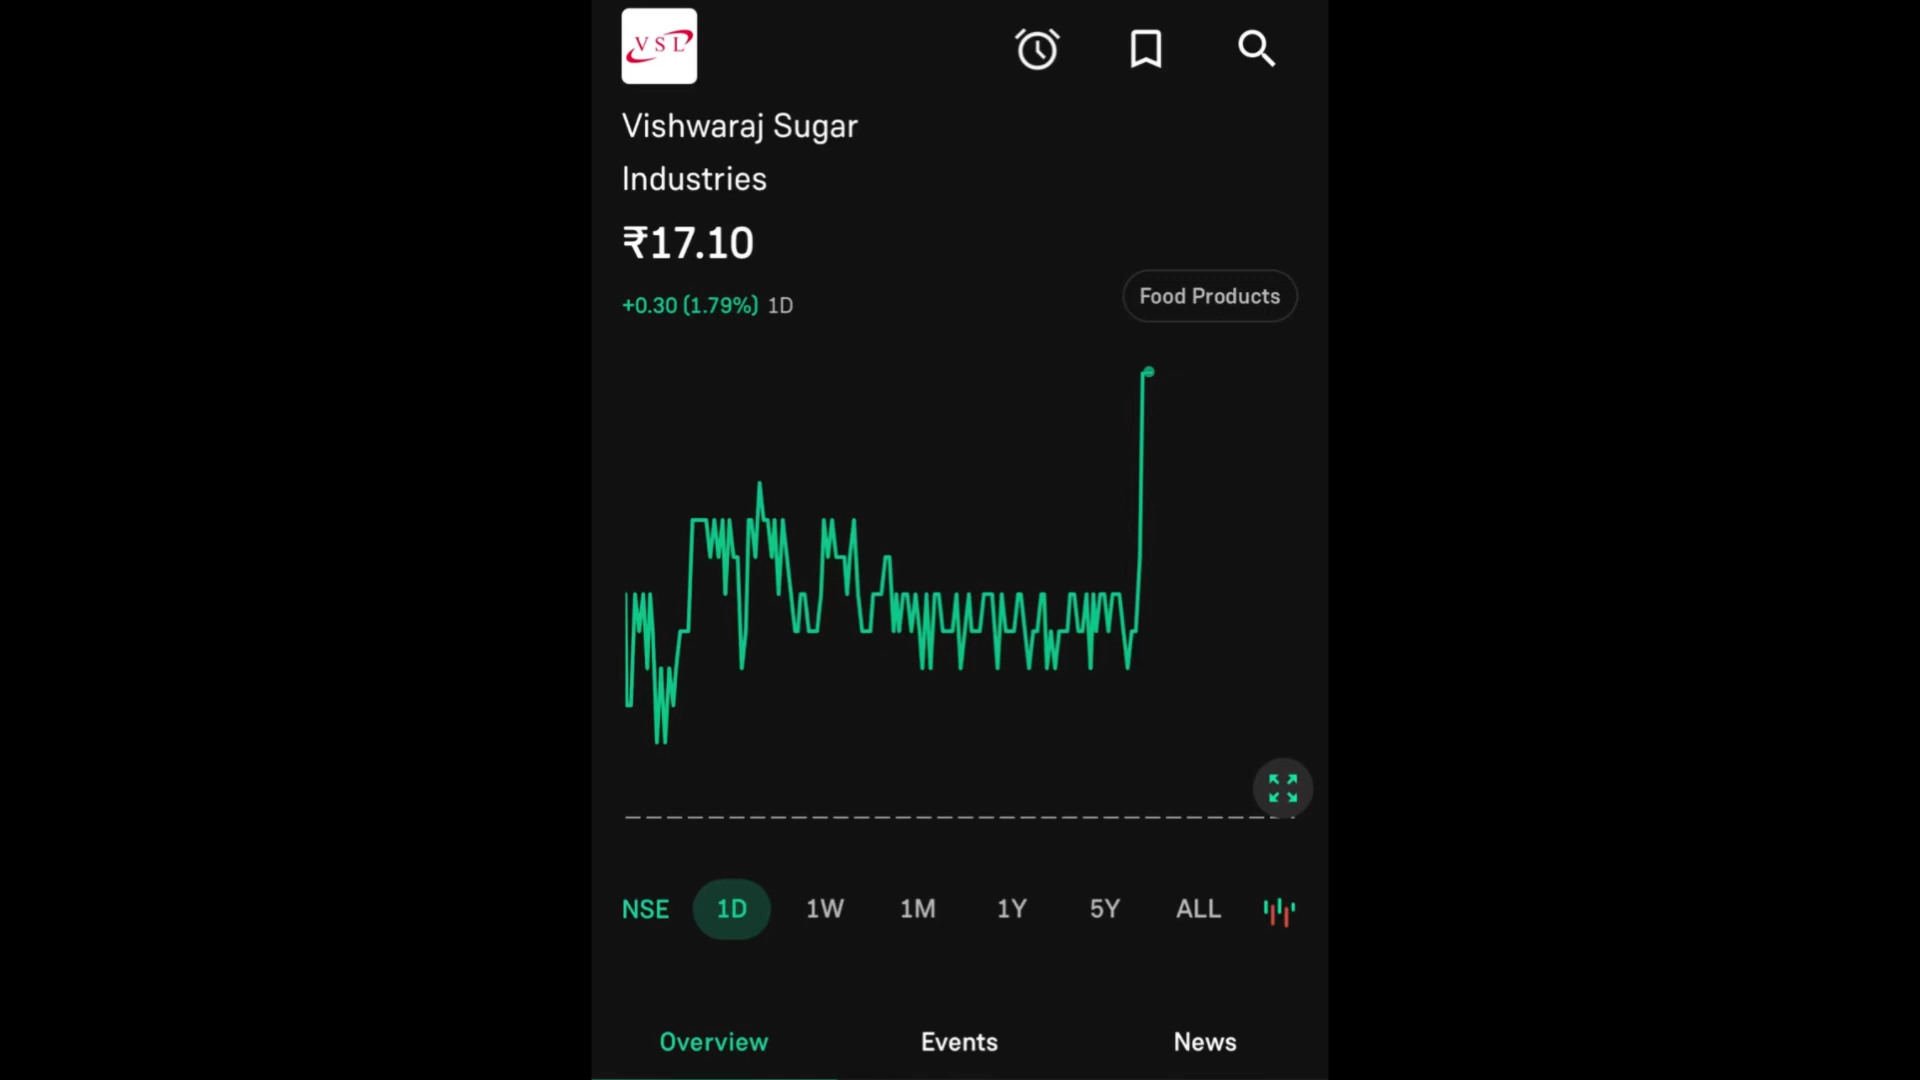 VSL
Vishwaraj Sugar
Industries
₹17.10
+0.30 (1.79%) 1D
Food Products
NSE 1D 1W 1M 1Y 5Y ALL
Overview Events News